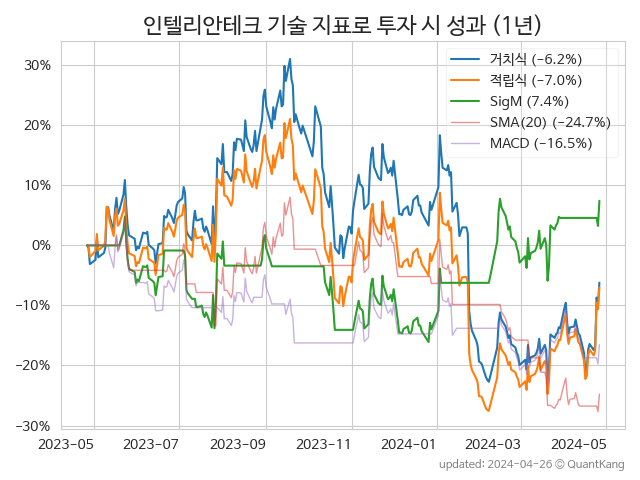 인텔리안테크 기술 지표로 투자 시 성과 (1년)
거치식 (−6.2%)
적립식 (−7.0%)
SigM (7.4%)
SMA(20) (−24.7%)
MACD (−16.5%)
30%
20%
10%
0%
−10%
−20%
−30%
2023-05
2023-07
2023-09
2023-11
2024-01
2024-03
2024-05
updated: 2024-04-26 © QuantKang